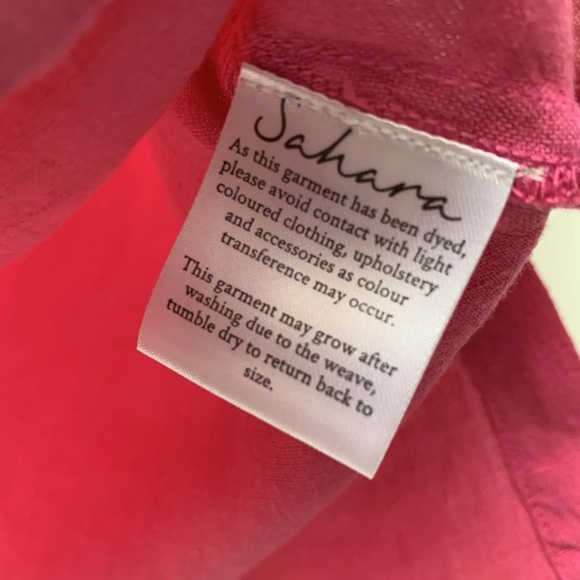 Sahara
As this garment has been dyed,
please avoid contact with light
coloured clothing, upholstery
and accessories as colour
transference may occur.
This garment may grow after
washing due to the weave,
tumble dry to return back to
size.